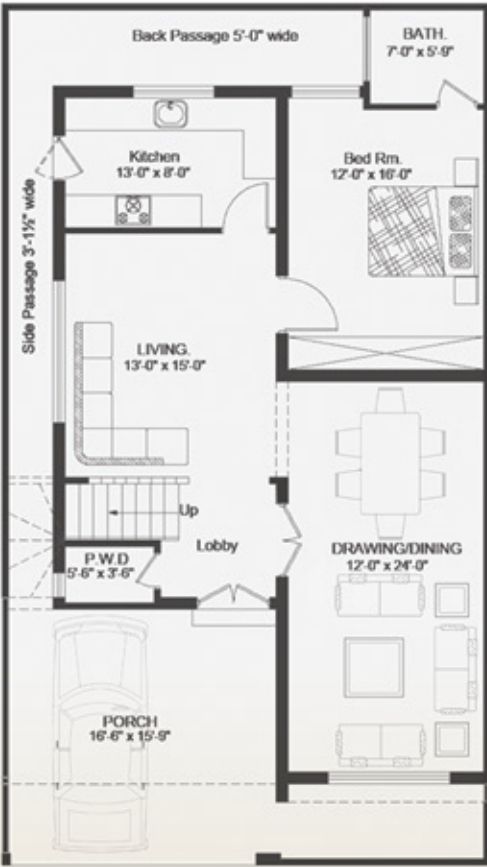 Back Passage 5'-0" wide
BATH.
7'-0" x 5'-9"
Kitchen
13'-0" x 8'-0"
Bed Rm.
12'-0" x 16'-0"
Side Passage 3'-1½" wide
LIVING.
13'-0" x 15'-0"
Up
Lobby
P.W.D
5'-6" x 3'-6"
DRAWING/DINING
12'-0" x 24'-0"
PORCH
16'-6" x 15'-9"